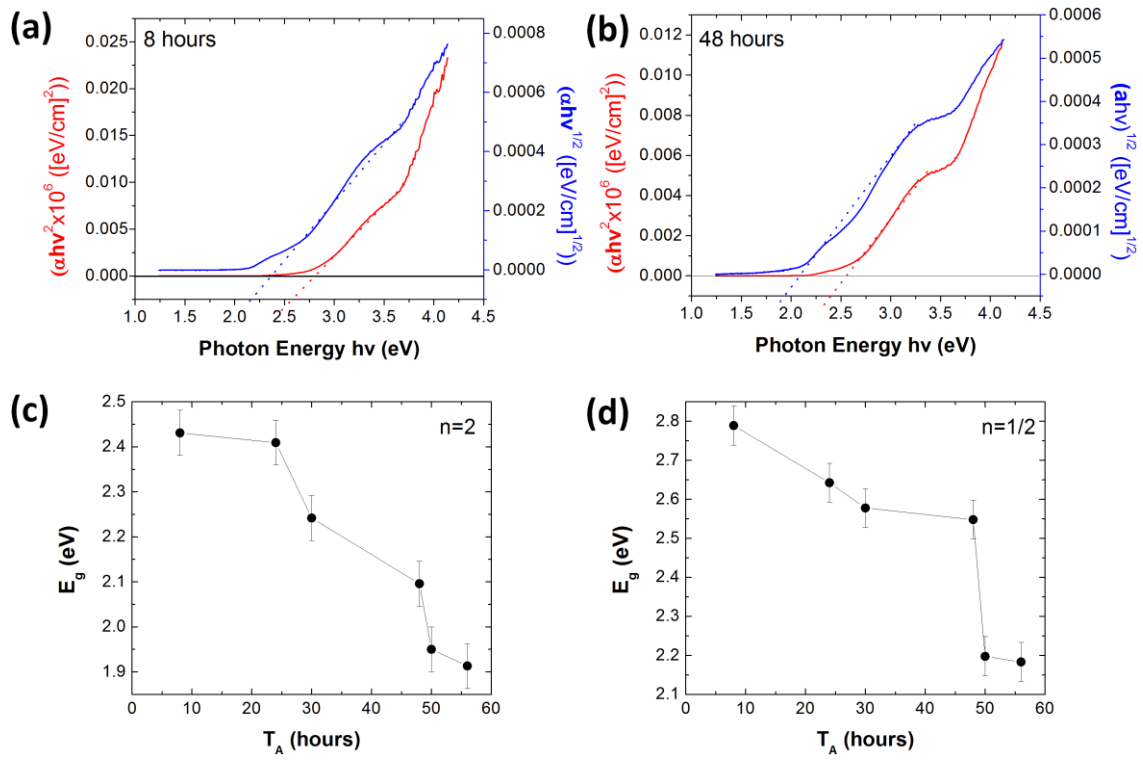 (a)
8 hours
0.025
0.020
0.015
0.010
0.005
0.000
(αhν²x10⁶ ([eV/cm]²))
0.0008
0.0006
0.0004
0.0002
0.0000
(αhν¹/² ([eV/cm]¹/²))
1.0 1.5 2.0 2.5 3.0 3.5 4.0 4.5
Photon Energy hν (eV)
(b)
48 hours
0.012
0.010
0.008
0.006
0.004
0.002
0.000
(αhν²x10⁶ ([eV/cm]²)
0.0006
0.0005
0.0004
0.0003
0.0002
0.0001
0.0000
(ahν)¹/² ([eV/cm]¹/²)
1.0 1.5 2.0 2.5 3.0 3.5 4.0 4.5
Photon Energy hν (eV)
(c)
n=2
2.5
2.4
2.3
2.2
2.1
2.0
1.9
E_g (eV)
0 10 20 30 40 50 60
T_A (hours)
(d)
n=1/2
2.8
2.7
2.6
2.5
2.4
2.3
2.2
2.1
E_g (eV)
0 10 20 30 40 50 60
T_A (hours)